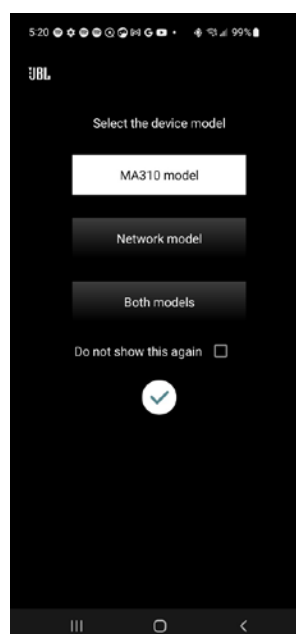 5:20 99%
JBL
Select the device model
MA310 model
Network model
Both models
Do not show this again